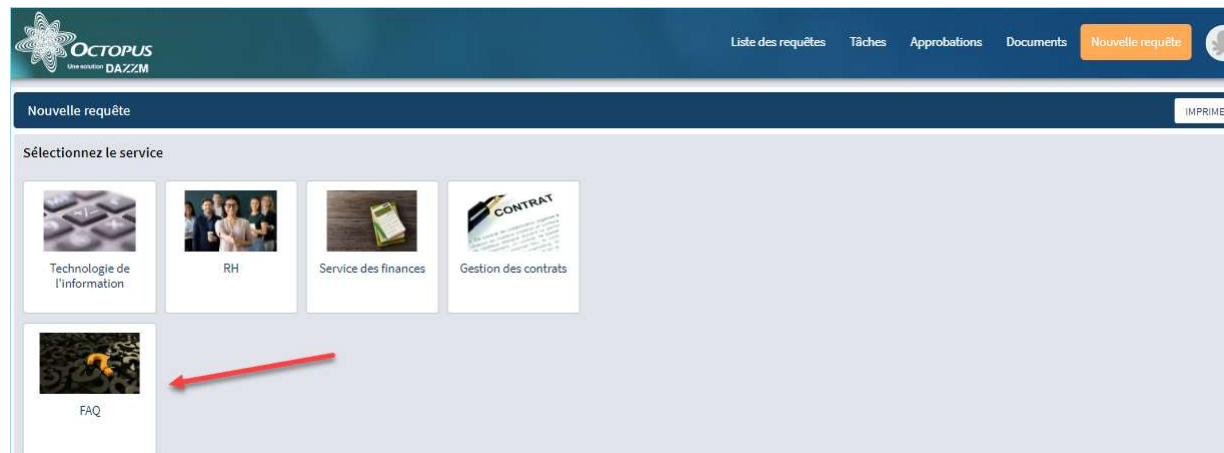 OCTOPUS
Une solution DAZZM
Liste des requêtes
Tâches
Approbations
Documents
Nouvelle requête
Nouvelle requête
IMPRIME
Sélectionnez le service
Technologie de
l'information
RH
Service des finances
CONTRAT
Gestion des contrats
FAQ